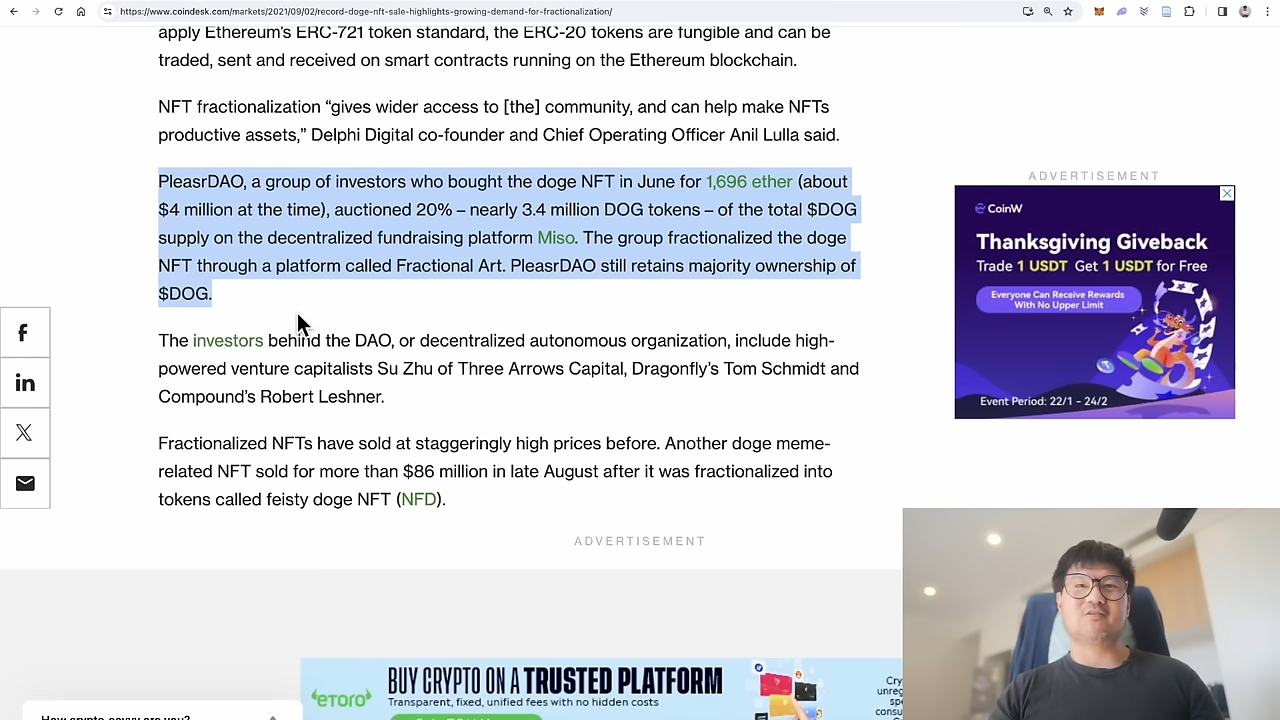 https://www.coindesk.com/markets/2021/09/02/record-doge-nft-sale-highlights-growing-demand-for-fractionalization/
apply Ethereum's ERC-721 token standard, the ERC-20 tokens are fungible and can be
traded, sent and received on smart contracts running on the Ethereum blockchain.
NFT fractionalization “gives wider access to [the] community, and can help make NFTs
productive assets,” Delphi Digital co-founder and Chief Operating Officer Anil Lulla said.
PleasrDAO, a group of investors who bought the doge NFT in June for 1,696 ether (about
$4 million at the time), auctioned 20% – nearly 3.4 million DOG tokens – of the total $DOG
supply on the decentralized fundraising platform Miso. The group fractionalized the doge
NFT through a platform called Fractional Art. PleasrDAO still retains majority ownership of
$DOG.
The investors behind the DAO, or decentralized autonomous organization, include high-
powered venture capitalists Su Zhu of Three Arrows Capital, Dragonfly's Tom Schmidt and
Compound's Robert Leshner.
Fractionalized NFTs have sold at staggeringly high prices before. Another doge meme-
related NFT sold for more than $86 million in late August after it was fractionalized into
tokens called feisty doge NFT (NFD).
ADVERTISEMENT
CoinW
Thanksgiving Giveback
Trade 1 USDT Get 1 USDT for Free
Everyone Can Receive Rewards
With No Upper Limit
Event Period: 22/1 - 24/2
ADVERTISEMENT
eToro
BUY CRYPTO ON A TRUSTED PLATFORM
Transparent, fixed, unified fees with no hidden costs
How crypto-savvy are you?